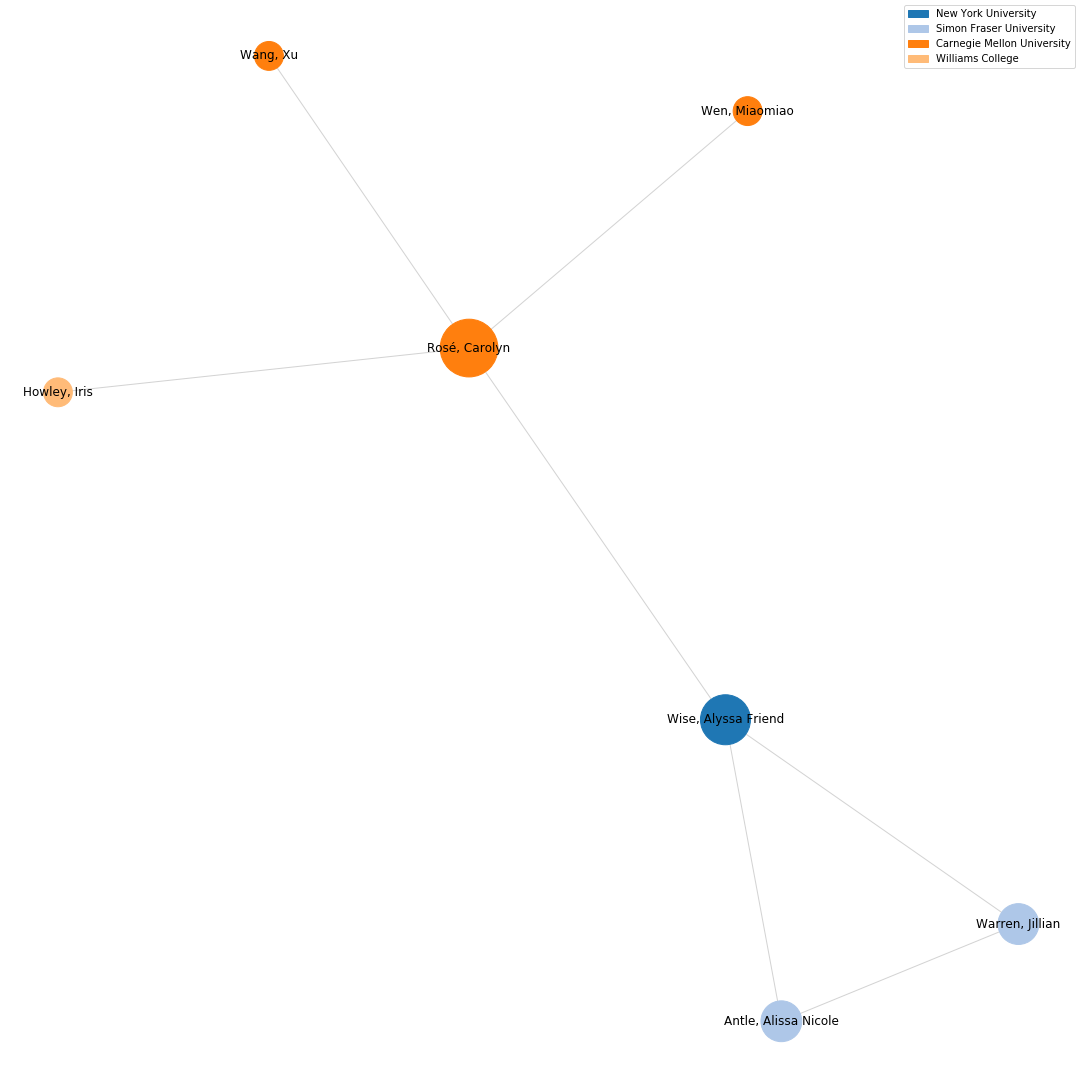 New York University
Simon Fraser University
Carnegie Mellon University
Williams College
Wang, Xu
Wen, Miaomiao
Rosé, Carolyn
Howley, Iris
Wise, Alyssa Friend
Warren, Jillian
Antle, Alissa Nicole